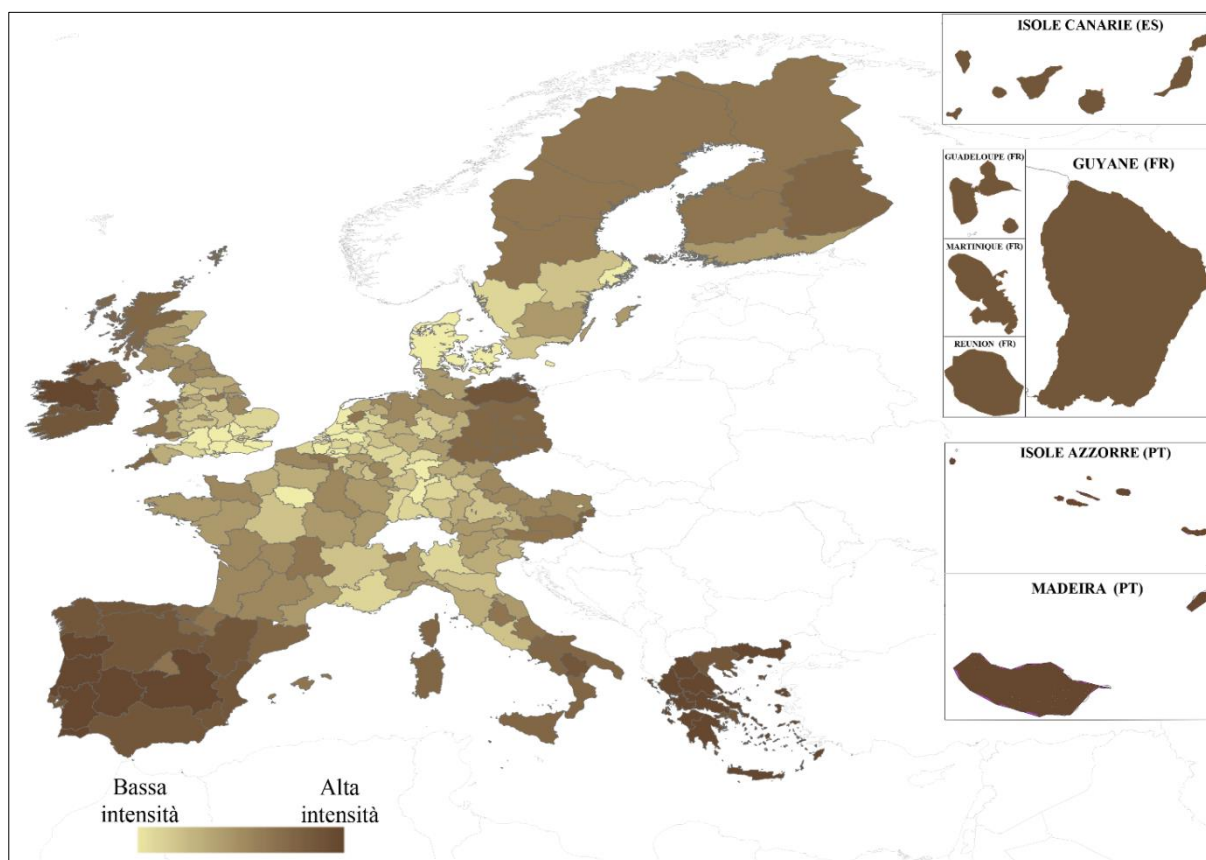 ISOLE CANARIE (ES)
GUADELOUPE (FR)
GUYANE (FR)
MARTINIQUE (FR)
REUNION (FR)
ISOLE AZZORRE (PT)
MADEIRA (PT)
Bassa
intensità
Alta
intensità